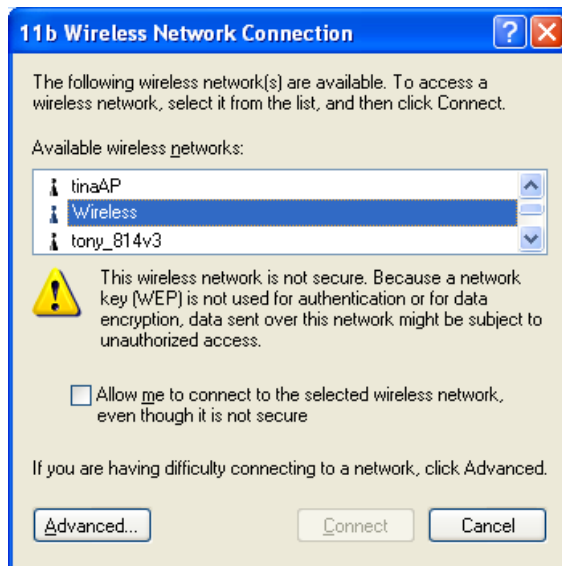 11b Wireless Network Connection
The following wireless network(s) are available. To access a
wireless network, select it from the list, and then click Connect.
Available wireless networks:
tinaAP
Wireless
tony_814v3
This wireless network is not secure. Because a network
key (WEP) is not used for authentication or for data
encryption, data sent over this network might be subject to
unauthorized access.
Allow me to connect to the selected wireless network,
even though it is not secure
If you are having difficulty connecting to a network, click Advanced.
Advanced... Connect Cancel